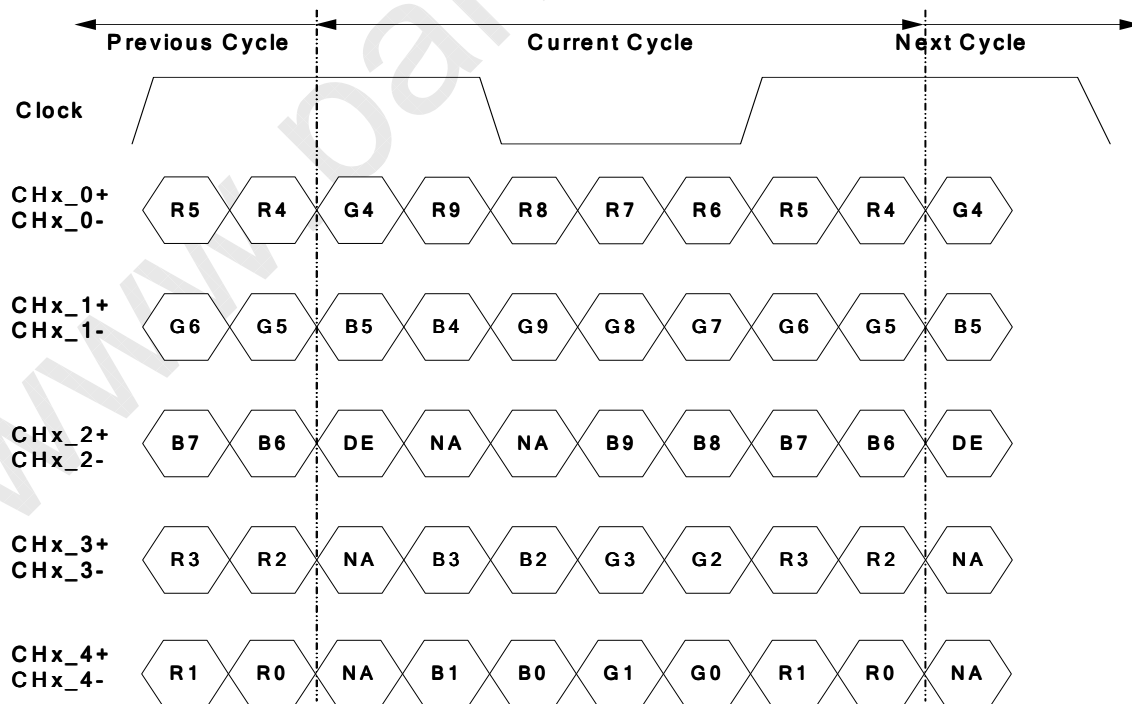 Previous Cycle Current Cycle Next Cycle
Clock
CHx_0+
CHx_0-
R5 R4 G4 R9 R8 R7 R6 R5 R4 G4
CHx_1+
CHx_1-
G6 G5 B5 B4 G9 G8 G7 G6 G5 B5
CHx_2+
CHx_2-
B7 B6 DE NA NA B9 B8 B7 B6 DE
CHx_3+
CHx_3-
R3 R2 NA B3 B2 G3 G2 R3 R2 NA
CHx_4+
CHx_4-
R1 R0 NA B1 B0 G1 G0 R1 R0 NA
www.pa